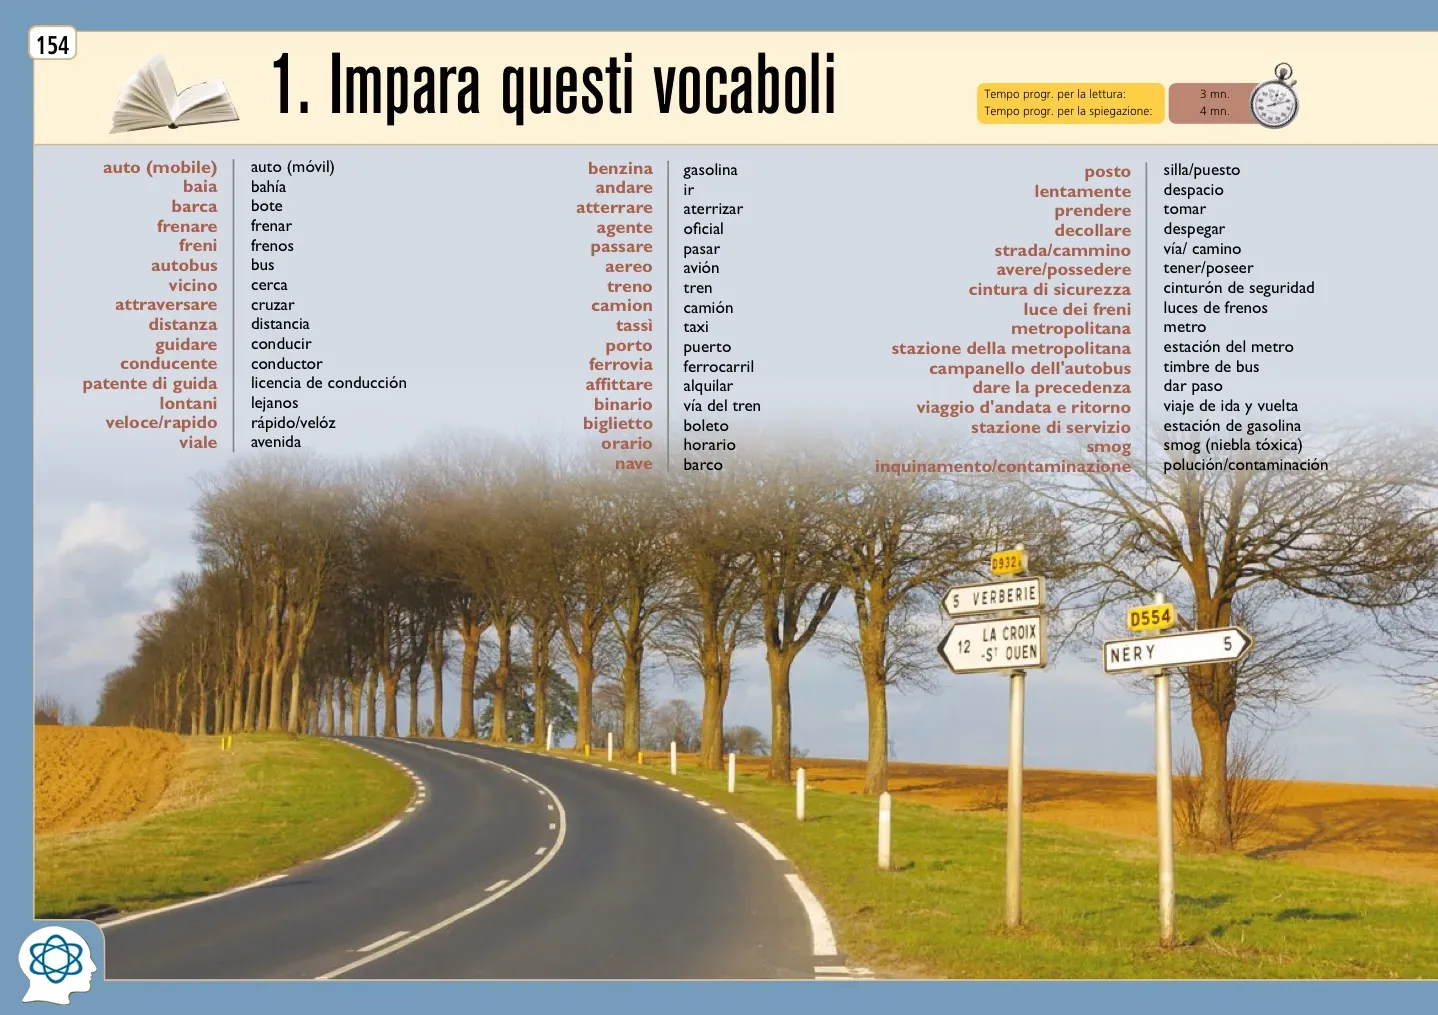 154
1. Impara questi vocaboli
Tempo progr. per la lettura: 3 mn.
Tempo progr. per la spiegazione: 4 mn.
auto (mobile) auto (móvil)
baia bahía
barca bote
frenare frenar
freni frenos
autobus bus
vicino cerca
attraversare cruzar
distanza distancia
guidare conducir
conducente conductor
patente di guida licencia de conducción
lontani lejanos
veloce/rapido rápido/velóz
viale avenida
benzina gasolina
andare ir
atterrare aterrizar
agente oficial
passare pasar
aereo avión
treno tren
camion camión
tassì taxi
porto puerto
ferrovia ferrocarril
affittare alquilar
binario vía del tren
biglietto boleto
orario horario
nave barco
posto silla/puesto
lentamente despacio
prendere tomar
decollare despegar
strada/cammino vía/ camino
avere/possedere tener/poseer
cintura di sicurezza cinturón de seguridad
luce dei freni luces de frenos
metropolitana metro
stazione della metropolitana estación del metro
campanello dell'autobus timbre de bus
dare la precedenza dar paso
viaggio d'andata e ritorno viaje de ida y vuelta
stazione di servizio estación de gasolina
smog smog (niebla tóxica)
inquinamento/contaminazione polución/contaminación
D932A
5 VERBERIE
12 LA CROIX
-ST OUEN
D554
NÉRY 5